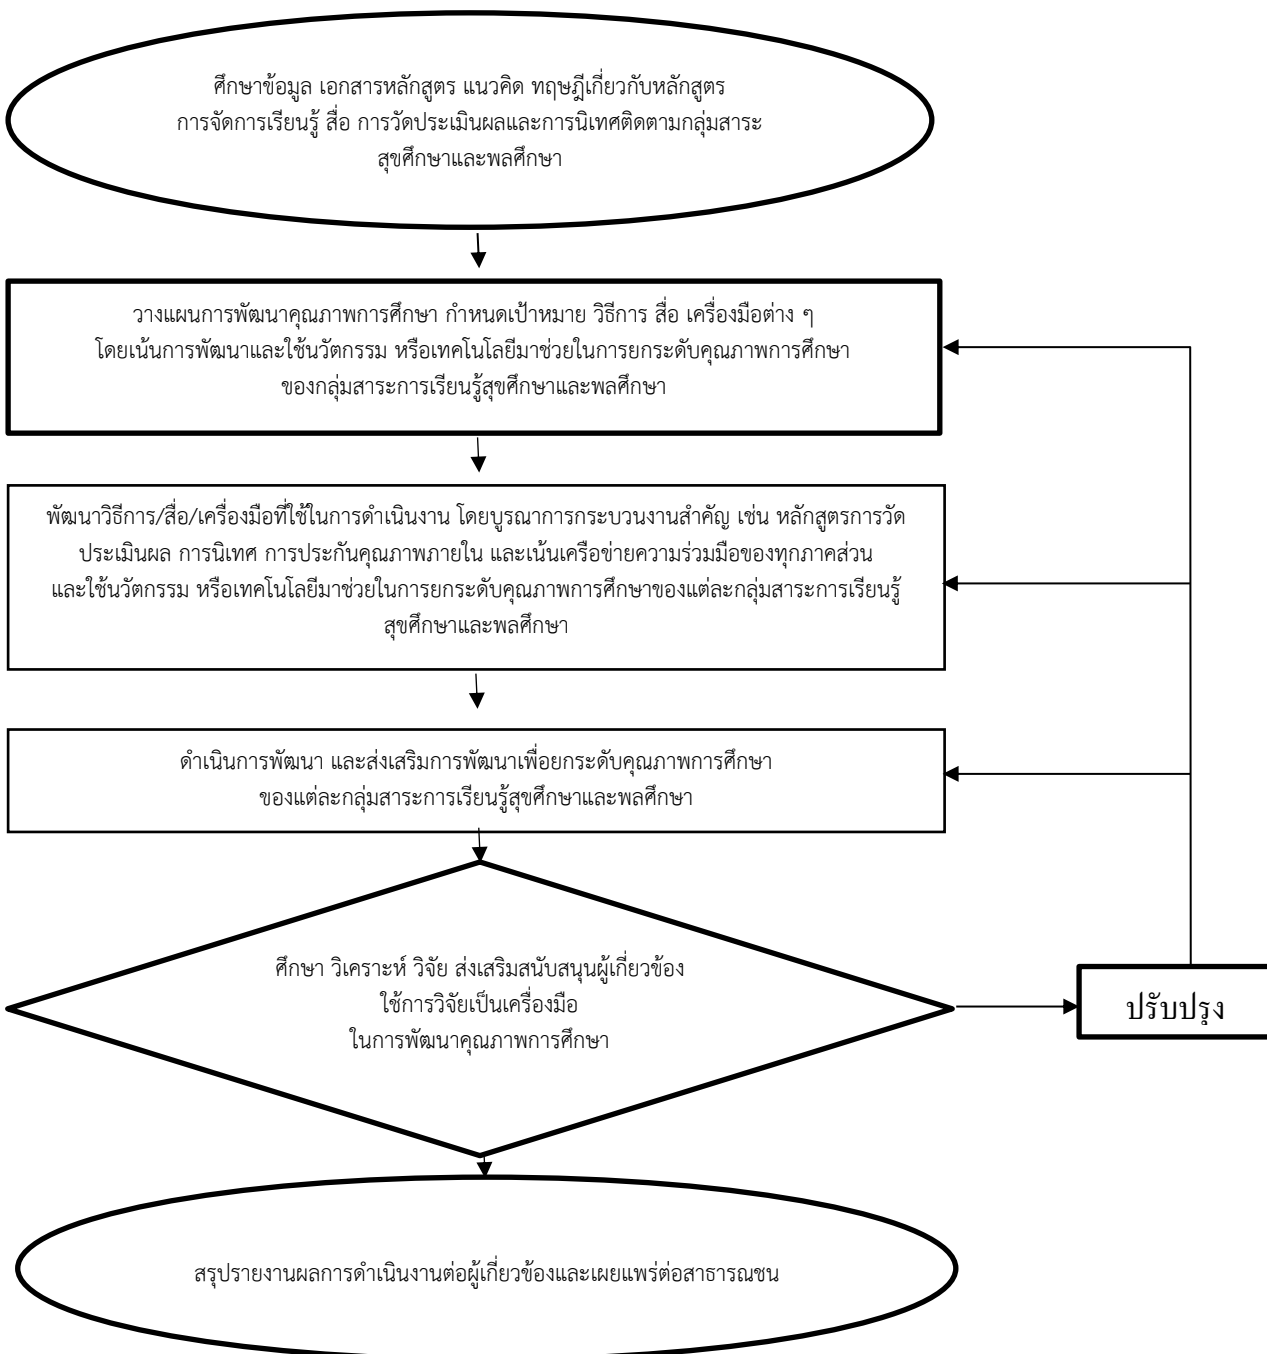 ศึกษาข้อมูล เอกสารหลักสูตร แนวคิด ทฤษฎีเกี่ยวกับหลักสูตร
การจัดการเรียนรู้ สื่อ การวัดประเมินผลและการนิเทศติดตามกลุ่มสาระ
สุขศึกษาและพลศึกษา
วางแผนการพัฒนาคุณภาพการศึกษา กำหนดเป้าหมาย วิธีการ สื่อ เครื่องมือต่าง ๆ
โดยเน้นการพัฒนาและใช้นวัตกรรม หรือเทคโนโลยีมาช่วยในการยกระดับคุณภาพการศึกษา
ของกลุ่มสาระการเรียนรู้สุขศึกษาและพลศึกษา
พัฒนาวิธีการ/สื่อ/เครื่องมือที่ใช้ในการดำเนินงาน โดยบูรณาการกระบวนงานสำคัญ เช่น หลักสูตรการวัด
ประเมินผล การนิเทศ การประกันคุณภาพภายใน และเน้นเครือข่ายความร่วมมือของทุกภาคส่วน
และใช้นวัตกรรม หรือเทคโนโลยีมาช่วยในการยกระดับคุณภาพการศึกษาของแต่ละกลุ่มสาระการเรียนรู้
สุขศึกษาและพลศึกษา
ดำเนินการพัฒนา และส่งเสริมการพัฒนาเพื่อยกระดับคุณภาพการศึกษา
ของแต่ละกลุ่มสาระการเรียนรู้สุขศึกษาและพลศึกษา
ศึกษา วิเคราะห์ วิจัย ส่งเสริมสนับสนุนผู้เกี่ยวข้อง
ใช้การวิจัยเป็นเครื่องมือ
ในการพัฒนาคุณภาพการศึกษา
ปรับปรุง
สรุปรายงานผลการดำเนินงานต่อผู้เกี่ยวข้องและเผยแพร่ต่อสาธารณชน